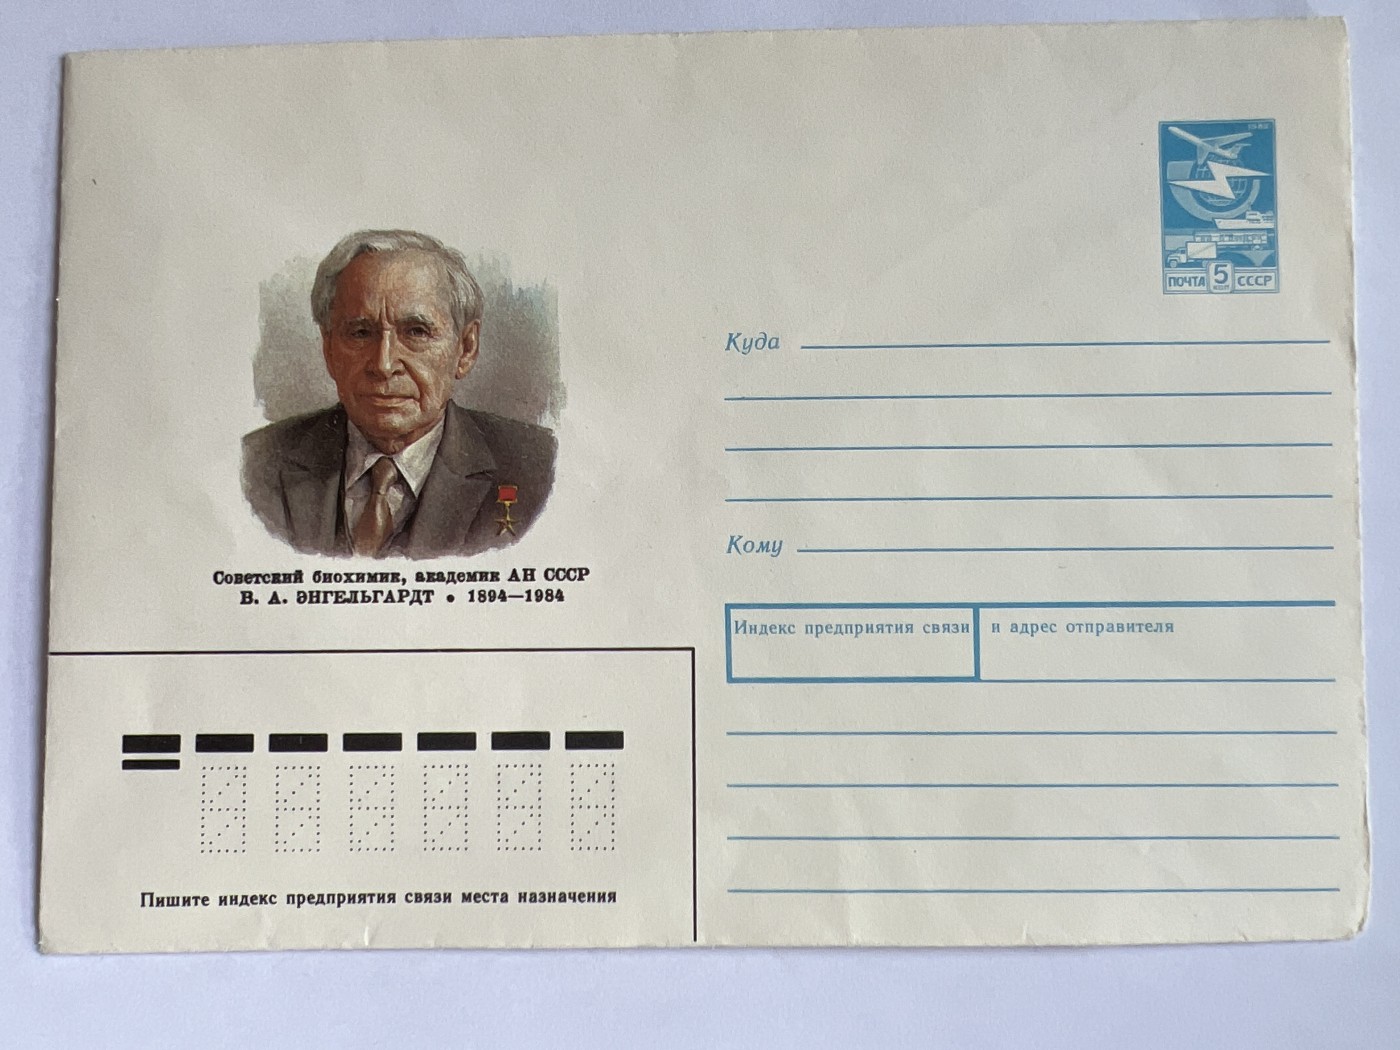 ПОЧТА 5 КОП СССР
Советский биохимик, академик АН СССР
В. А. ЭНГЕЛЬГАРДТ • 1894—1984
Куда
Кому
Индекс предприятия связи и адрес отправителя
Пишите индекс предприятия связи места назначения